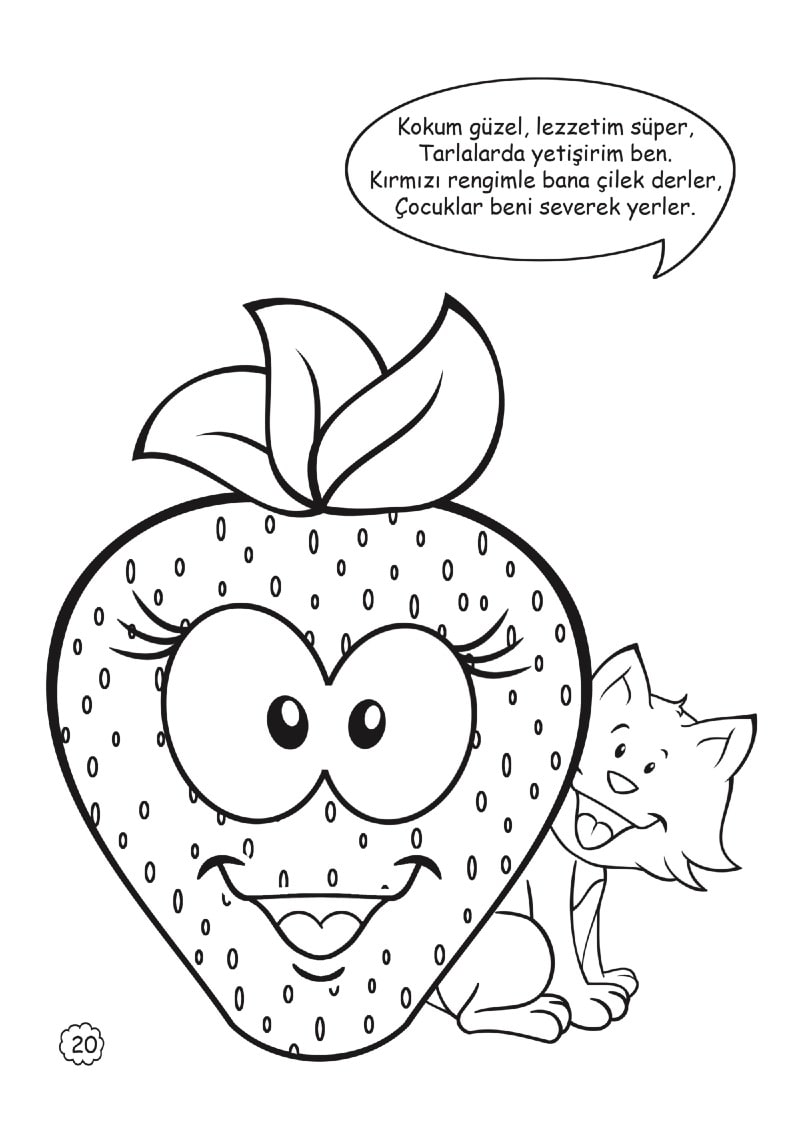 Kokum güzel, lezzetim süper,
Tarlalarda yetişirim ben.
Kırmızı rengimle bana çilek derler,
Çocuklar beni severek yerler.
20